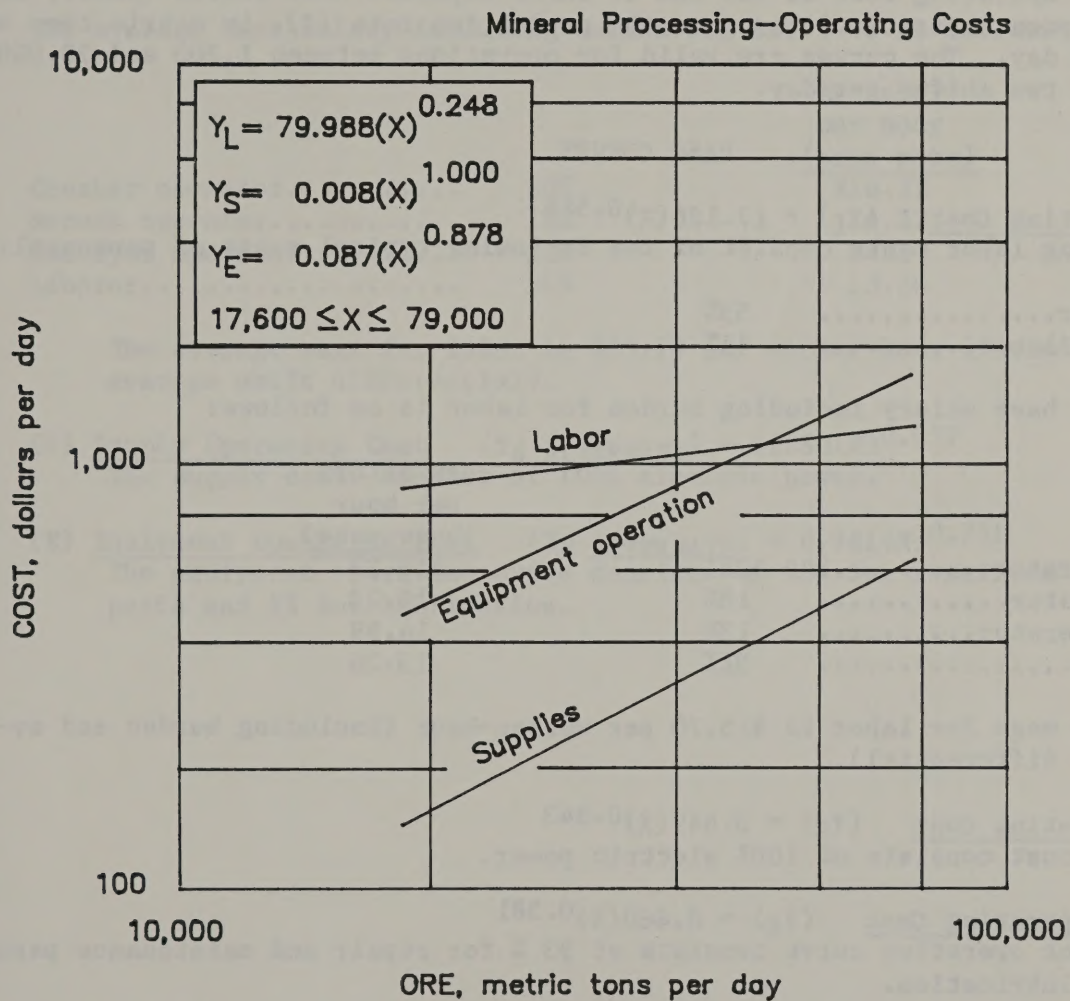 Mineral Processing—Operating Costs
10,000
Y_L = 79.988(X)^0.248
Y_S = 0.008(X)^1.000
Y_E = 0.087(X)^0.878
17,600 ≤ X ≤ 79,000
COST, dollars per day
1,000
Labor
Equipment operation
Supplies
100
10,000
100,000
ORE, metric tons per day